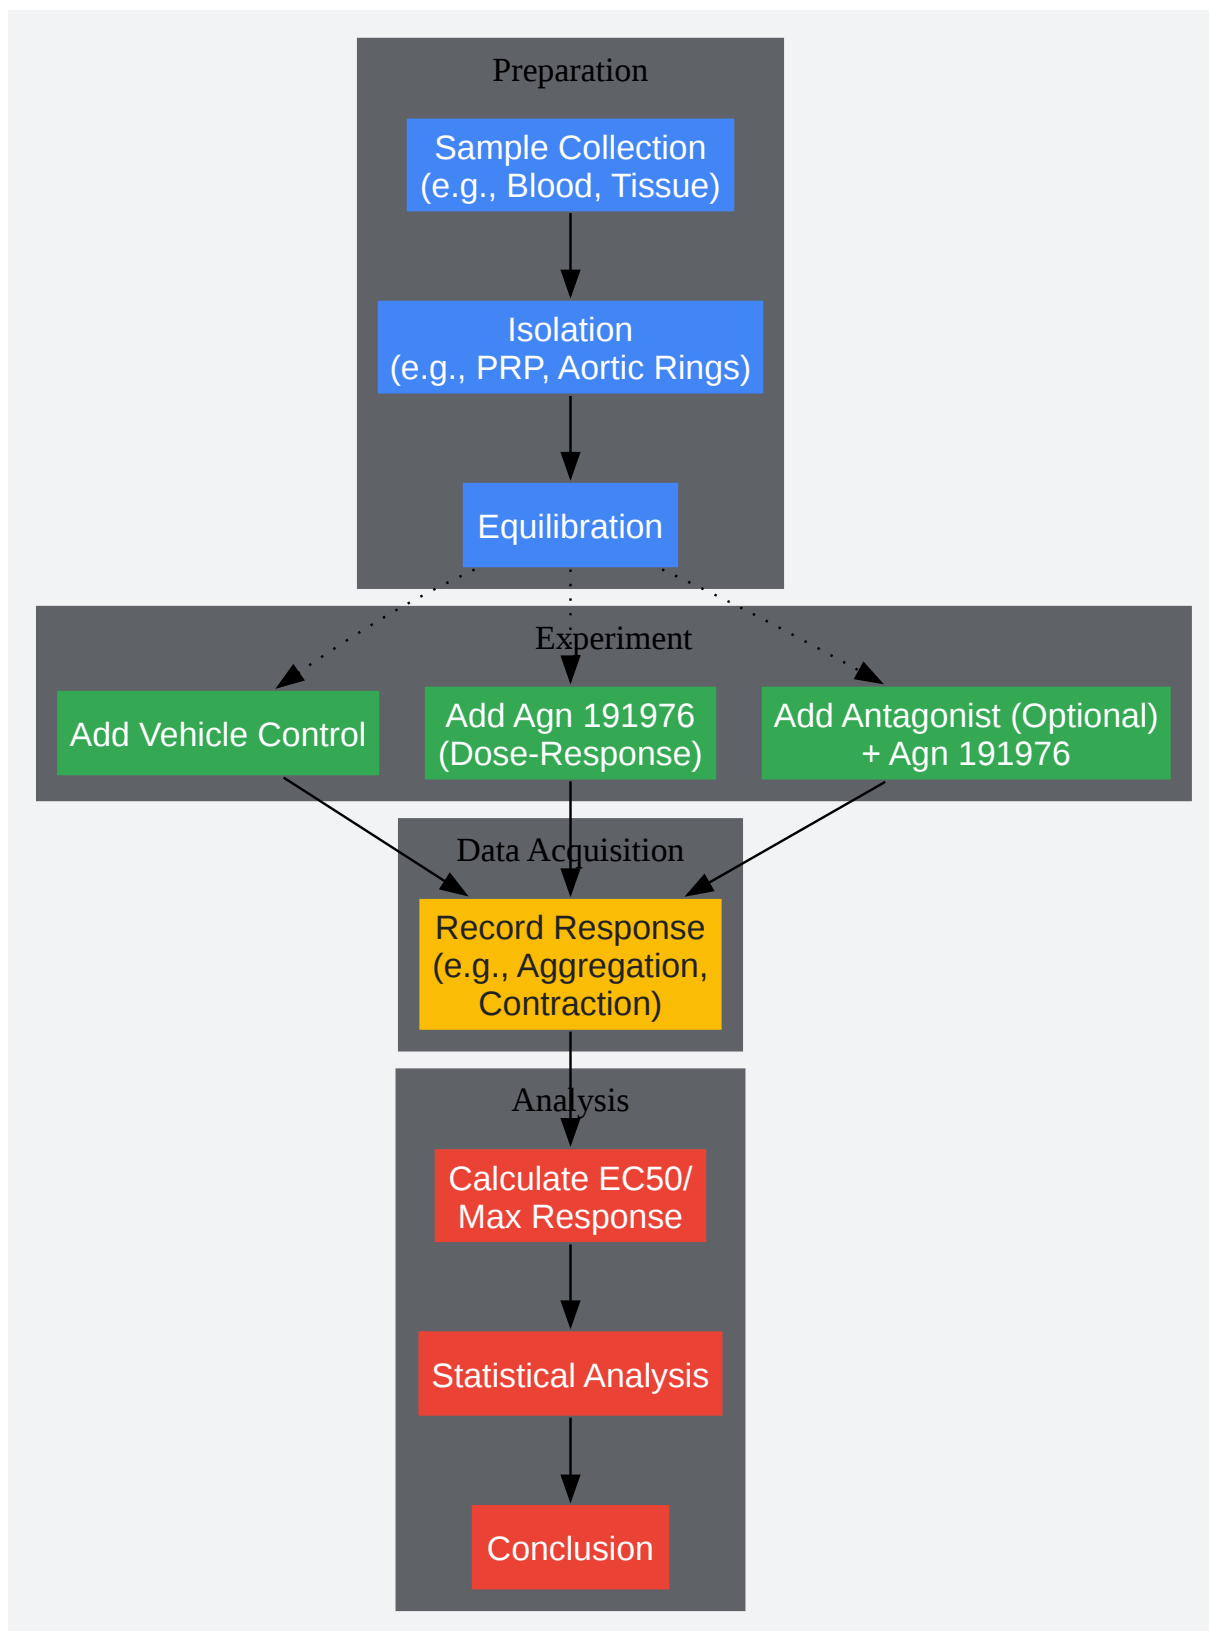 Preparation
Sample Collection
(e.g., Blood, Tissue)
Isolation
(e.g., PRP, Aortic Rings)
Equilibration
Experiment
Add Vehicle Control
Add Agn 191976
(Dose-Response)
Add Antagonist (Optional)
+ Agn 191976
Data Acquisition
Record Response
(e.g., Aggregation,
Contraction)
Analysis
Calculate EC50/
Max Response
Statistical Analysis
Conclusion